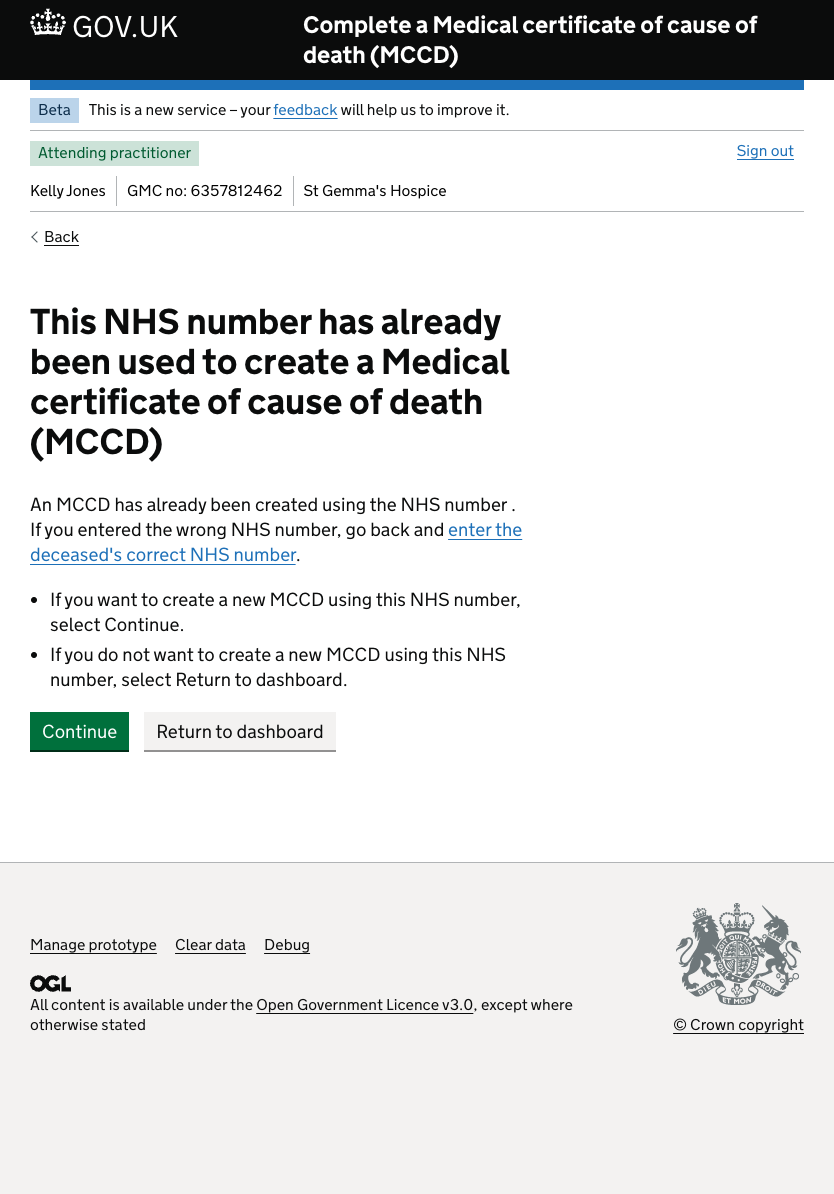 GOV.UK
Complete a Medical certificate of cause of
death (MCCD)
Beta This is a new service – your feedback will help us to improve it.
Attending practitioner
Sign out
Kelly Jones GMC no: 6357812462 St Gemma's Hospice
Back
This NHS number has already
been used to create a Medical
certificate of cause of death
(MCCD)
An MCCD has already been created using the NHS number .
If you entered the wrong NHS number, go back and enter the
deceased's correct NHS number.
• If you want to create a new MCCD using this NHS number,
select Continue.
• If you do not want to create a new MCCD using this NHS
number, select Return to dashboard.
Continue Return to dashboard
Manage prototype Clear data Debug
OGL
All content is available under the Open Government Licence v3.0, except where
otherwise stated
DIEU ET MON DROIT
© Crown copyright